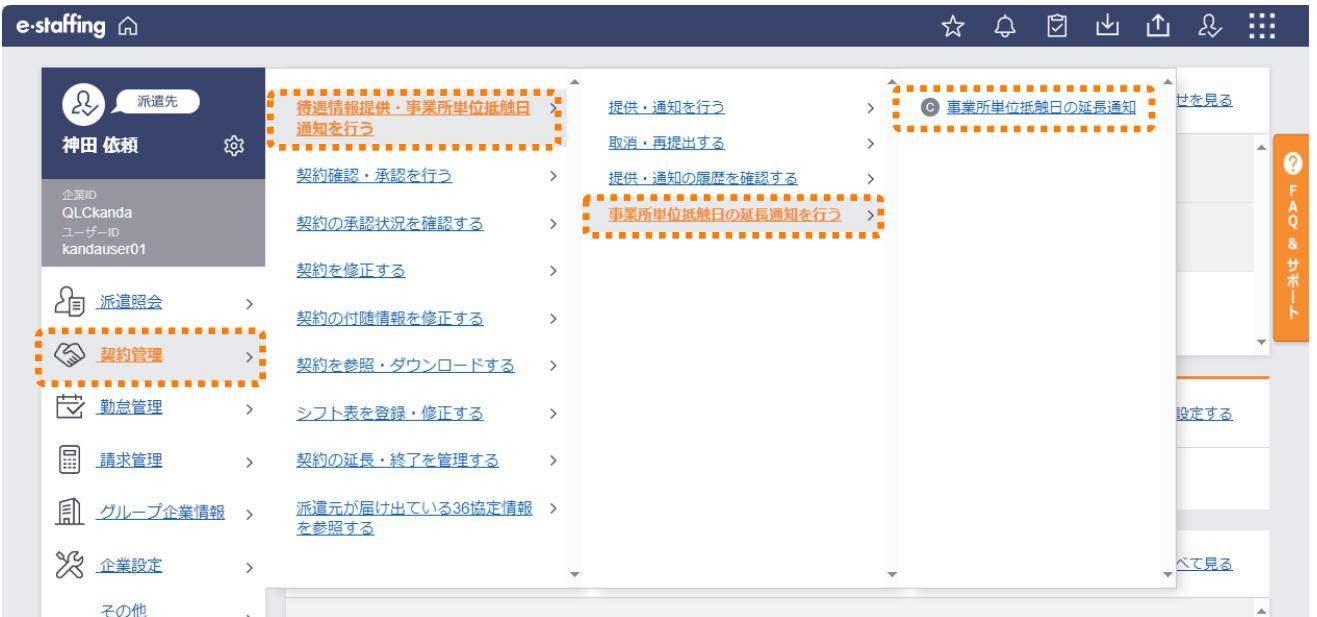 e-staffing
派遣先
神田 依頼
企業ID
QLCkanda
ユーザーID
kandauser01
派遣照会
契約管理
勤怠管理
請求管理
グループ企業情報
企業設定
その他
待遇情報提供・事業所単位抵触日
通知を行う
契約確認・承認を行う
契約の承認状況を確認する
契約を修正する
契約の付随情報を修正する
契約を参照・ダウンロードする
シフト表を登録・修正する
契約の延長・終了を管理する
派遣元が届け出ている36協定情報
を参照する
提供・通知を行う
取消・再提出する
提供・通知の履歴を確認する
事業所単位抵触日の延長通知を行う
C 事業所単位抵触日の延長通知
せを見る
設定する
べて見る
FAQ & サポート